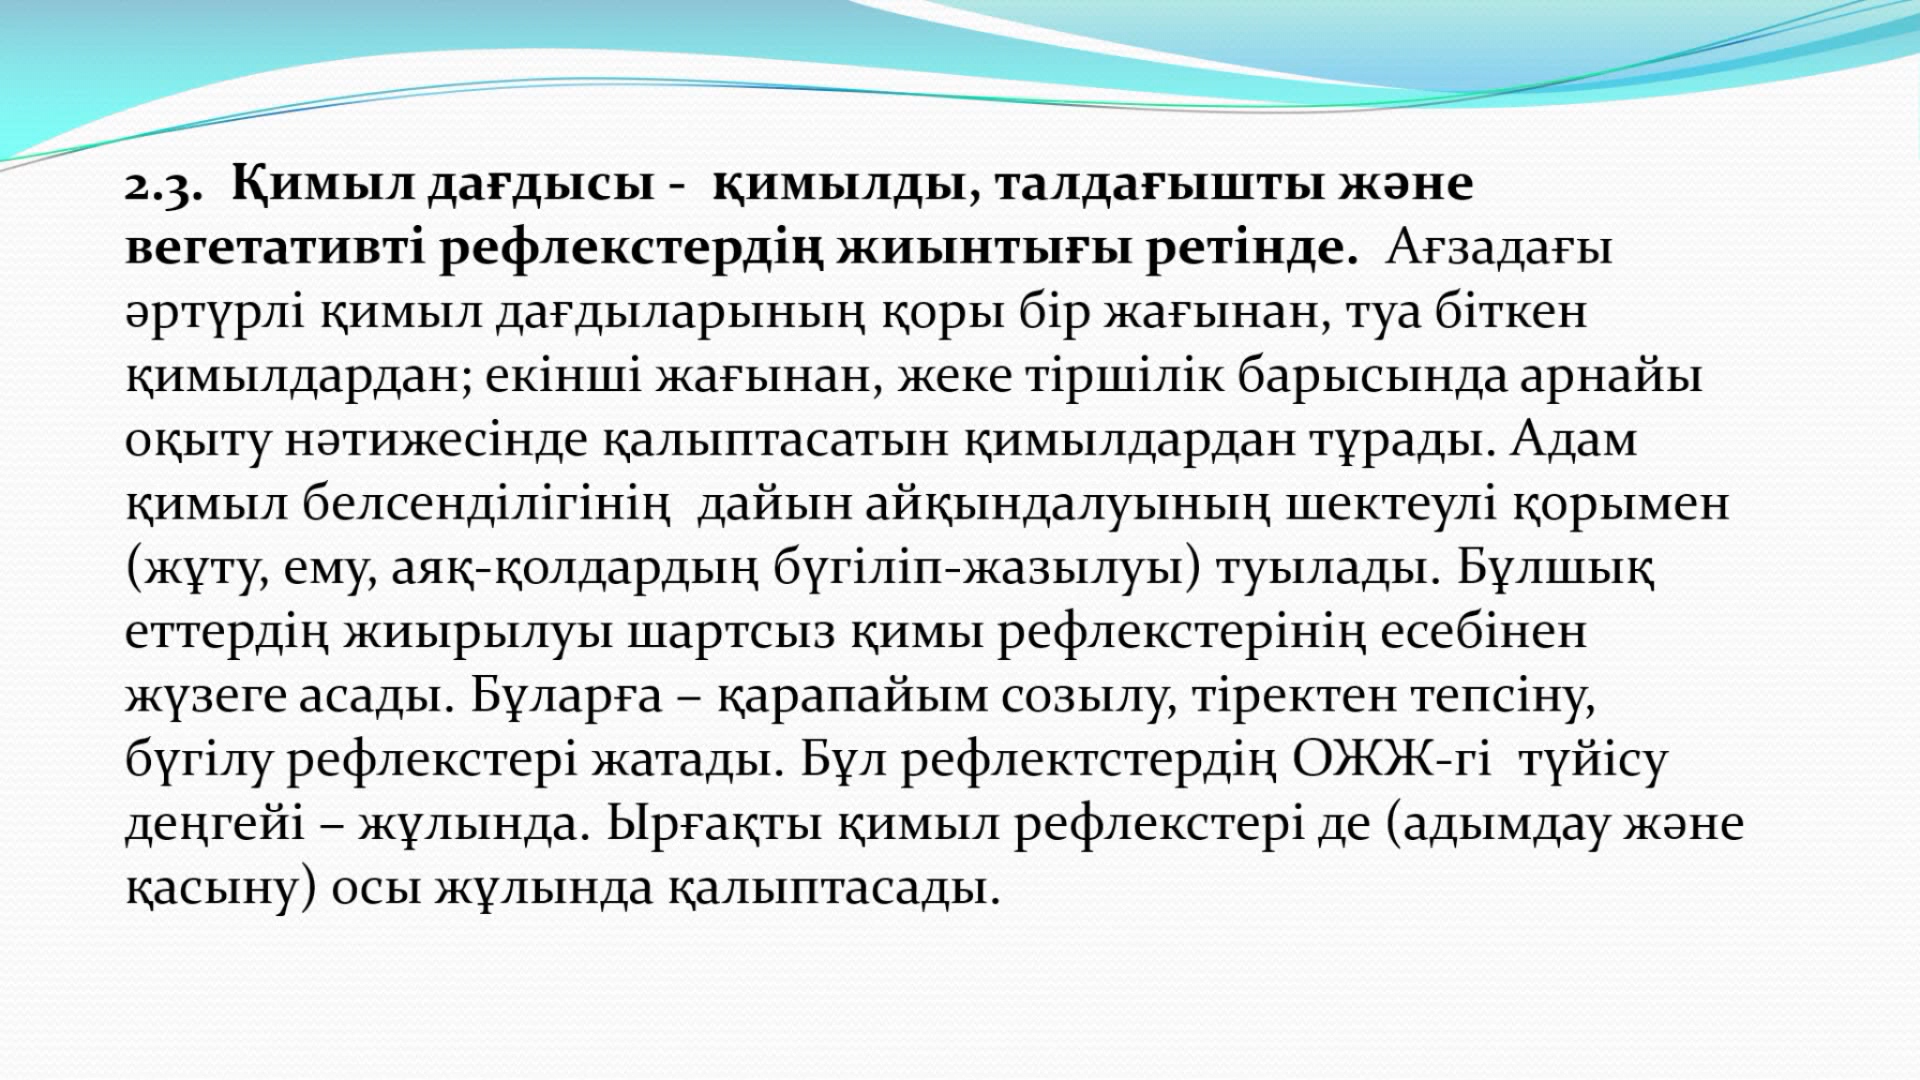 2.3. Қимыл дағдысы - қимылды, талдағышты және
вегетативті рефлекстердің жиынтығы ретінде. Ағзадағы
әртүрлі қимыл дағдыларының қоры бір жағынан, туа біткен
қимылдардан; екінші жағынан, жеке тіршілік барысында арнайы
оқыту нәтижесінде қалыптасатын қимылдардан тұрады. Адам
қимыл белсенділігінің дайын айқындалуының шектеулі қорымен
(жұту, ему, аяқ-қолдардың бүгіліп-жазылуы) туылады. Бұлшық
еттердің жиырылуы шартсыз қимы рефлекстерінің есебінен
жүзеге асады. Бұларға – қарапайым созылу, тіректен тепсіну,
бүгілу рефлекстері жатады. Бұл рефлектстердің ОЖЖ-гі түйісу
деңгейі – жұлында. Ырғақты қимыл рефлекстері де (адымдау және
қасыну) осы жұлында қалыптасады.